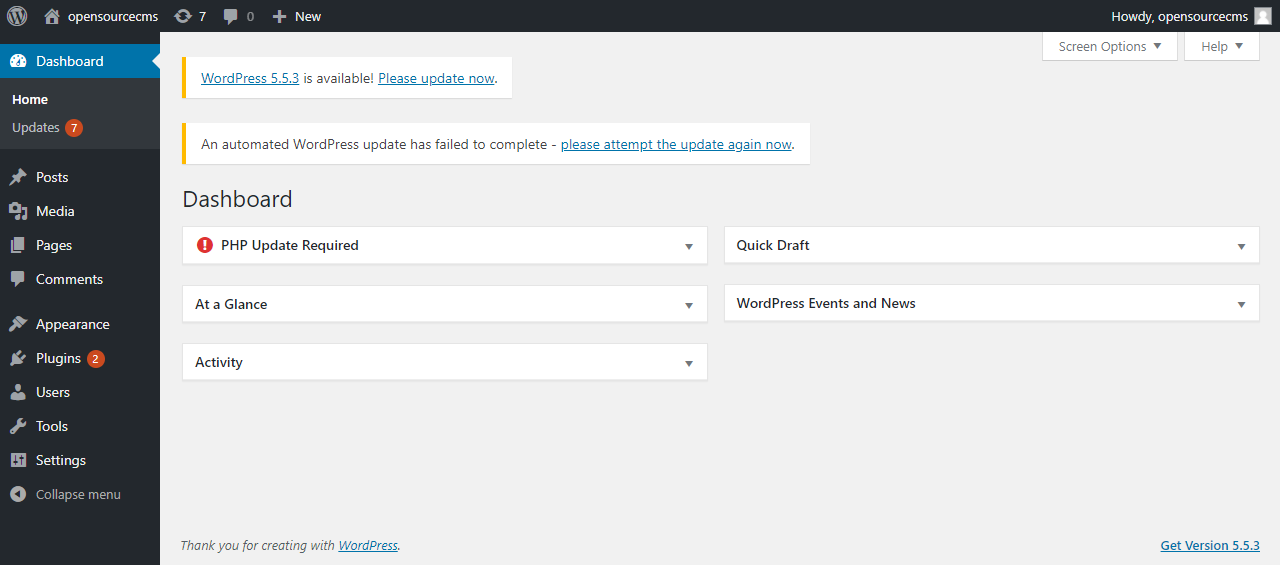 opensourcecms 7 0 New Howdy, opensourcecms
Screen Options Help
Dashboard
Home
Updates 7
Posts
Media
Pages
Comments
Appearance
Plugins 2
Users
Tools
Settings
Collapse menu
WordPress 5.5.3 is available! Please update now.
An automated WordPress update has failed to complete - please attempt the update again now.
Dashboard
PHP Update Required
At a Glance
Activity
Quick Draft
WordPress Events and News
Thank you for creating with WordPress.
Get Version 5.5.3